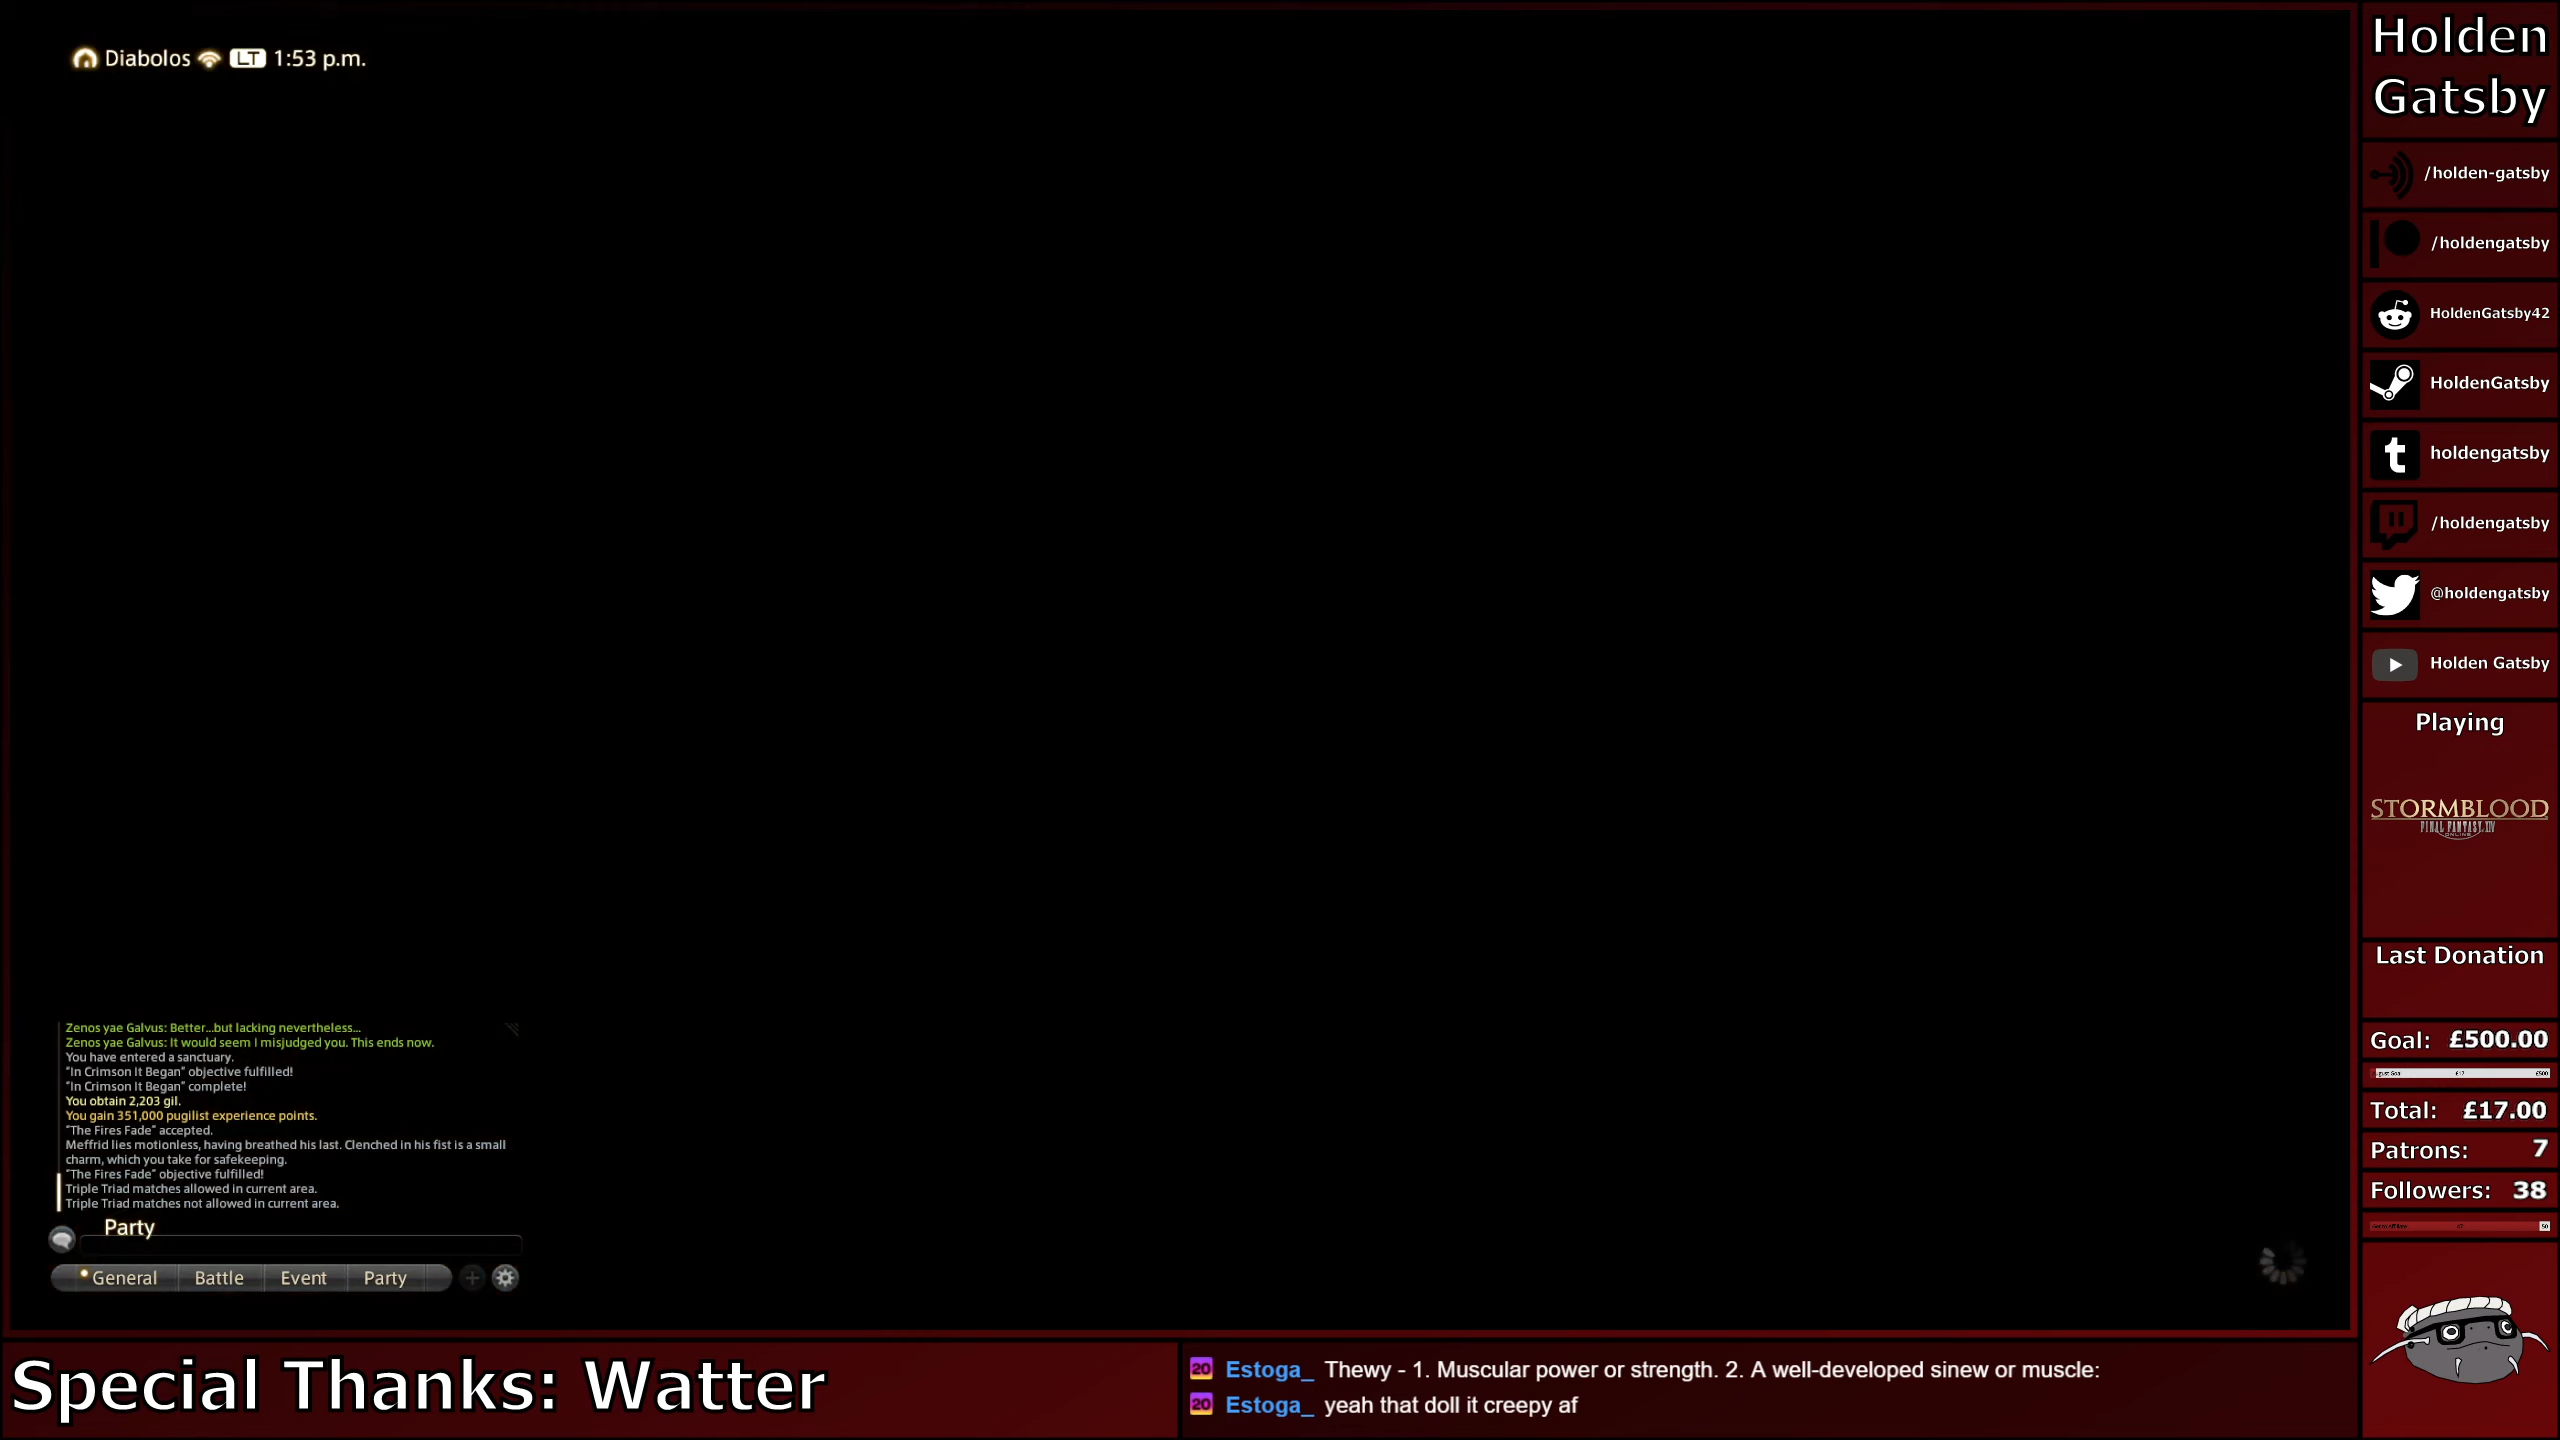 Diabolos LT 1:53 p.m.
Zenos yae Galvus: Better...but lacking nevertheless...
Zenos yae Galvus: It would seem I misjudged you. This ends now.
You have entered a sanctuary.
"In Crimson It Began" objective fulfilled!
"In Crimson It Began" complete!
You obtain 2,203 gil.
You gain 351,000 pugilist experience points.
"The Fires Fade" accepted.
Meffrid lies motionless, having breathed his last. Clenched in his fist is a small
charm, which you take for safekeeping.
"The Fires Fade" objective fulfilled!
Triple Triad matches allowed in current area.
Triple Triad matches not allowed in current area.
Party
General Battle Event Party
Special Thanks: Watter
20 Estoga_ Thewy - 1. Muscular power or strength. 2. A well-developed sinew or muscle:
20 Estoga_ yeah that doll it creepy af
Holden
Gatsby
/holden-gatsby
/holdengatsby
HoldenGatsby42
HoldenGatsby
holdengatsby
/holdengatsby
@holdengatsby
Holden Gatsby
Playing
STORMBLOOD
FINAL FANTASY XIV
ONLINE
Last Donation
Goal: £500.00
£17 £500
Total: £17.00
Patrons: 7
Followers: 38
50